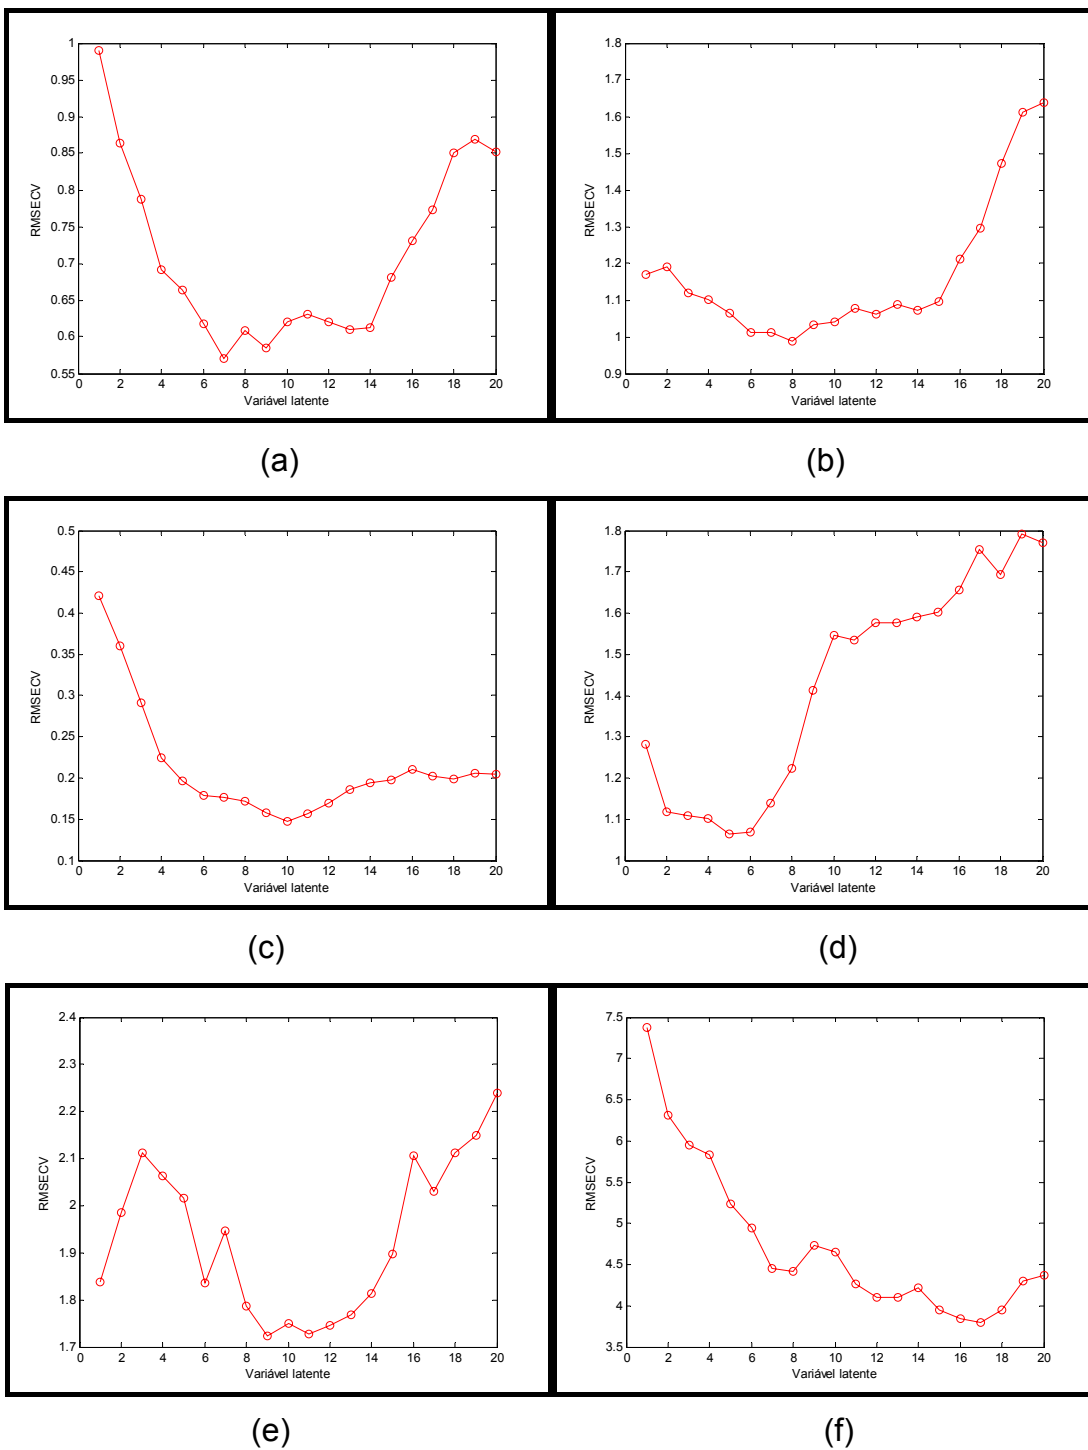 1
0.95
0.9
0.85
0.8
0.75
0.7
0.65
0.6
0.55
0 2 4 6 8 10 12 14 16 18 20
RMSECV
Variável latente
(a)
1.8
1.7
1.6
1.5
1.4
1.3
1.2
1.1
1
0.9
0 2 4 6 8 10 12 14 16 18 20
RMSECV
Variável latente
(b)
0.5
0.45
0.4
0.35
0.3
0.25
0.2
0.15
0.1
0 2 4 6 8 10 12 14 16 18 20
RMSECV
Variável latente
(c)
1.8
1.7
1.6
1.5
1.4
1.3
1.2
1.1
1
0 2 4 6 8 10 12 14 16 18 20
RMSECV
Variável latente
(d)
2.4
2.3
2.2
2.1
2
1.9
1.8
1.7
0 2 4 6 8 10 12 14 16 18 20
RMSECV
Variável latente
(e)
7.5
7
6.5
6
5.5
5
4.5
4
3.5
0 2 4 6 8 10 12 14 16 18 20
RMSECV
Variável latente
(f)